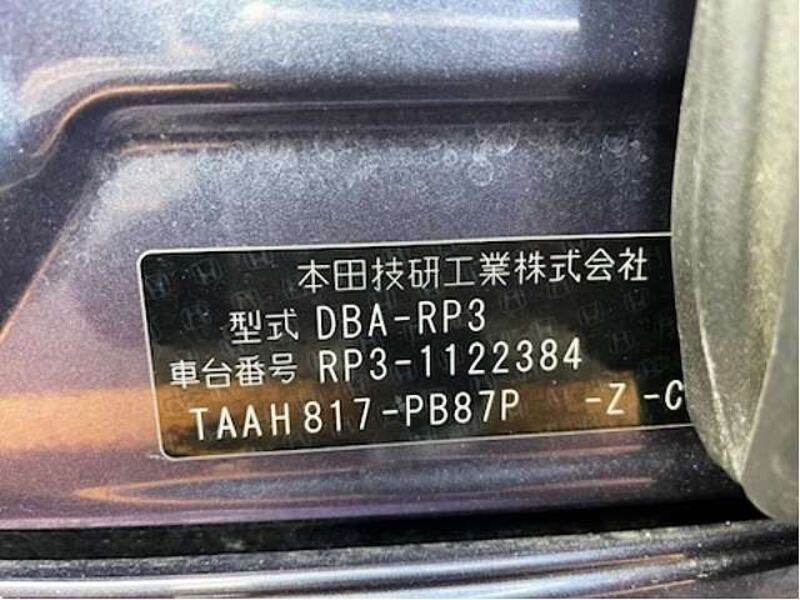 本田技研工業株式会社
型式 DBA-RP3
車台番号 RP3-1122384
TAAH817-PB87P -Z -C